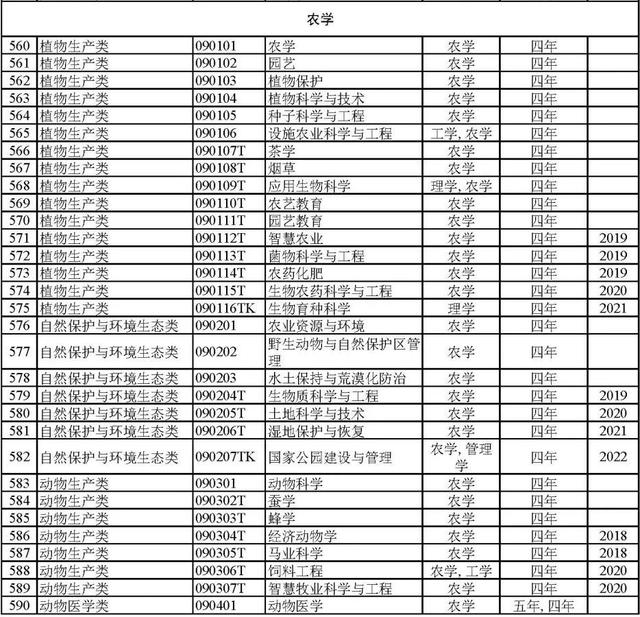 农学
560 植物生产类 090101 农学 农学 四年
561 植物生产类 090102 园艺 农学 四年
562 植物生产类 090103 植物保护 农学 四年
563 植物生产类 090104 植物科学与技术 农学 四年
564 植物生产类 090105 种子科学与工程 农学 四年
565 植物生产类 090106 设施农业科学与工程 工学,农学 四年
566 植物生产类 090107T 茶学 农学 四年
567 植物生产类 090108T 烟草 农学 四年
568 植物生产类 090109T 应用生物科学 理学,农学 四年
569 植物生产类 090110T 农艺教育 农学 四年
570 植物生产类 090111T 园艺教育 农学 四年
571 植物生产类 090112T 智慧农业 农学 四年 2019
572 植物生产类 090113T 菌物科学与工程 农学 四年 2019
573 植物生产类 090114T 农药化肥 农学 四年 2019
574 植物生产类 090115T 生物农药科学与工程 农学 四年 2020
575 植物生产类 090116TK 生物育种科学 理学 四年 2021
576 自然保护与环境生态类 090201 农业资源与环境 农学 四年
577 自然保护与环境生态类 090202 野生动物与自然保护区管
理 农学 四年
578 自然保护与环境生态类 090203 水土保持与荒漠化防治 农学 四年
579 自然保护与环境生态类 090204T 生物质科学与工程 农学 四年 2019
580 自然保护与环境生态类 090205T 土地科学与技术 农学 四年 2020
581 自然保护与环境生态类 090206T 湿地保护与恢复 农学 四年 2021
582 自然保护与环境生态类 090207TK 国家公园建设与管理 农学,管理
学 四年 2022
583 动物生产类 090301 动物科学 农学 四年
584 动物生产类 090302T 蚕学 农学 四年
585 动物生产类 090303T 蜂学 农学 四年
586 动物生产类 090304T 经济动物学 农学 四年 2018
587 动物生产类 090305T 马业科学 农学 四年 2018
588 动物生产类 090306T 饲料工程 农学,工学 四年 2020
589 动物生产类 090307T 智慧牧业科学与工程 农学 四年 2020
590 动物医学类 090401 动物医学 农学 五年,四年